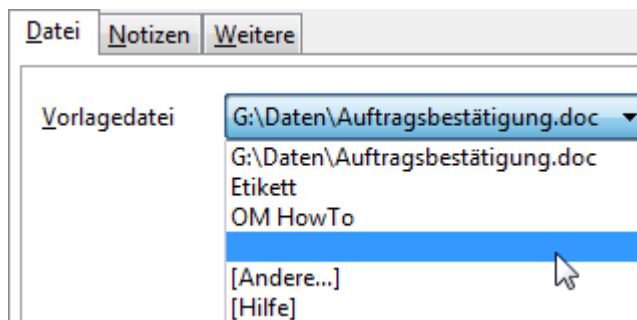 Datei Notizen Weitere
Vorlagedatei G:\Daten\Auftragsbestätigung.doc
G:\Daten\Auftragsbestätigung.doc
Etikett
OM HowTo
[Andere...]
[Hilfe]